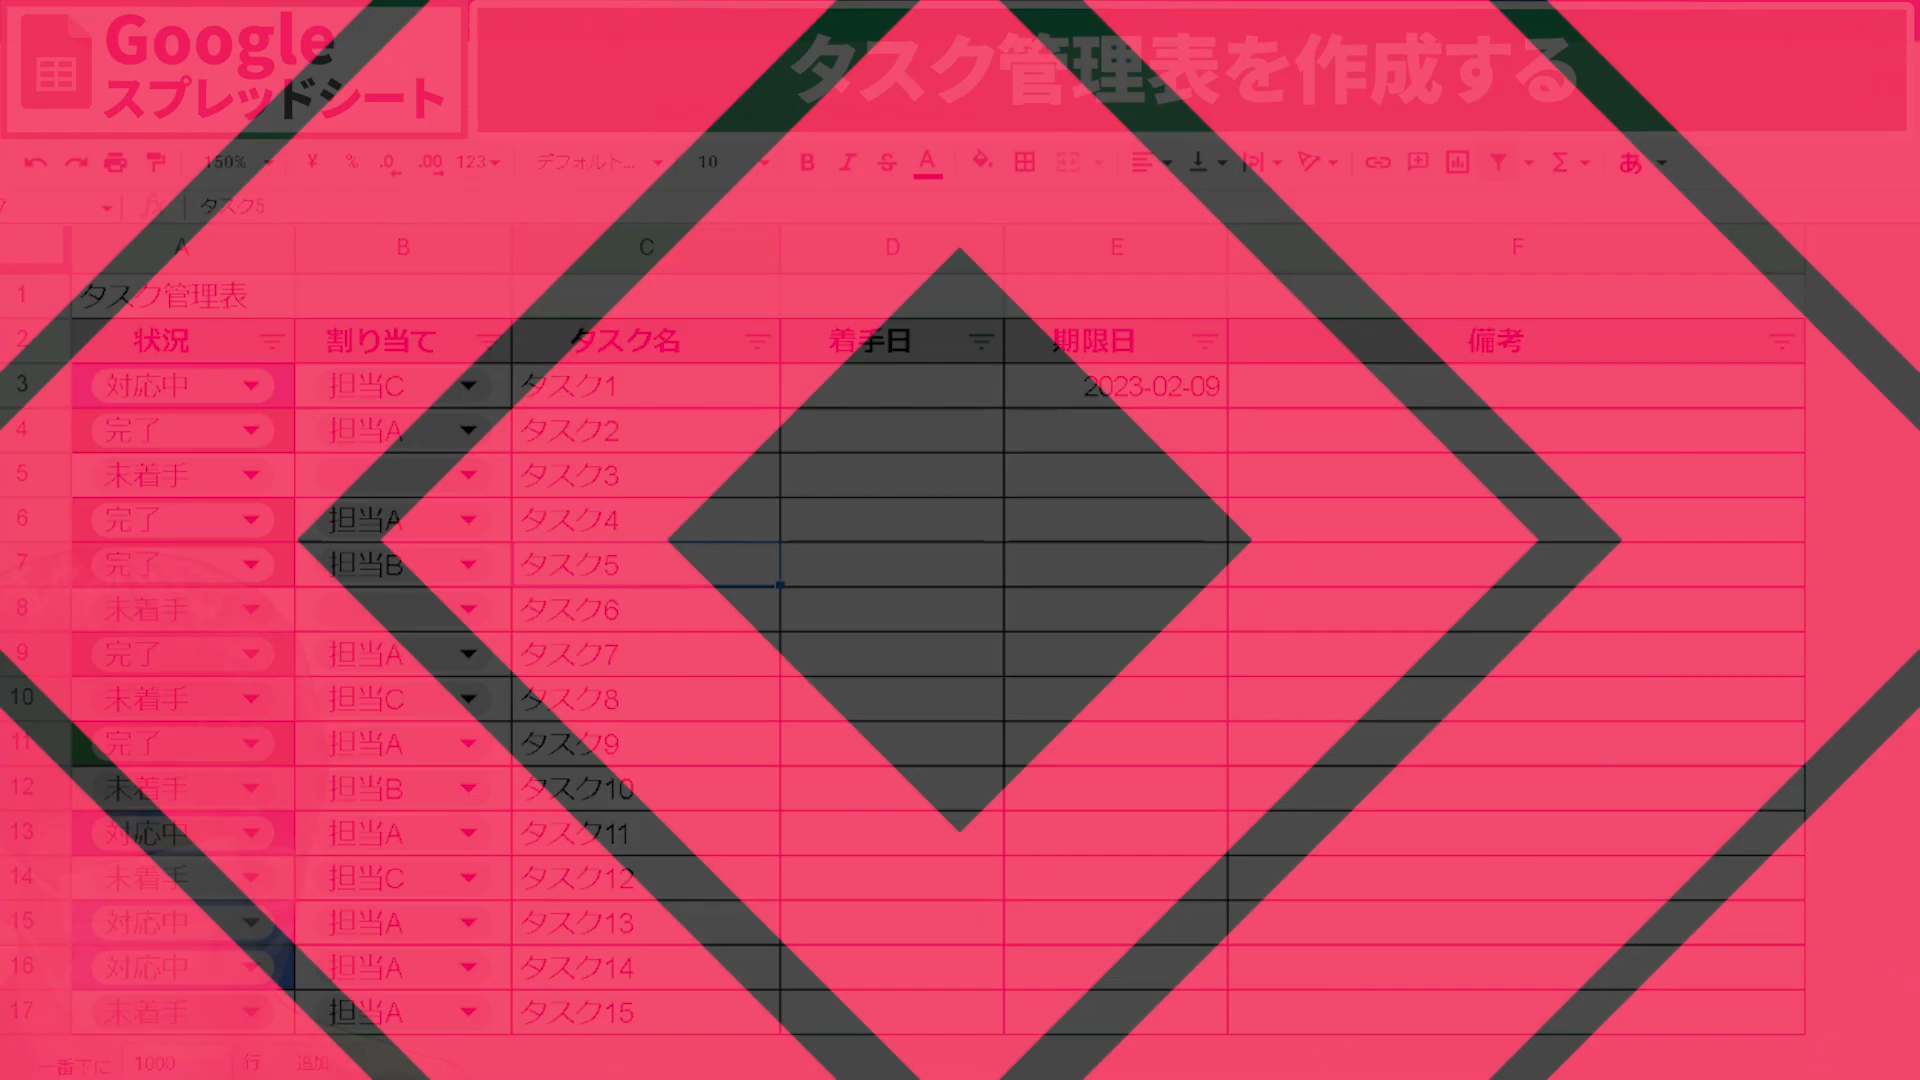 Google
スプレッドシート
タスク管理表を作成する
150% ¥ % .0 .00 123 デフォルト... 10 B I S A Σ あ
fx タスク5
A B C D E F
1 タスク管理表
2 状況 割り当て タスク名 着手日 期限日 備考
3 対応中 担当C タスク1 2023-02-09
4 完了 担当A タスク2
5 未着手 タスク3
6 完了 担当A タスク4
7 完了 担当B タスク5
8 未着手 タスク6
9 完了 担当A タスク7
10 未着手 担当C タスク8
11 完了 担当A タスク9
12 未着手 担当B タスク10
13 対応中 担当A タスク11
14 未着手 担当C タスク12
15 対応中 担当A タスク13
16 対応中 担当A タスク14
17 未着手 担当A タスク15
一番下に 1000 行 追加